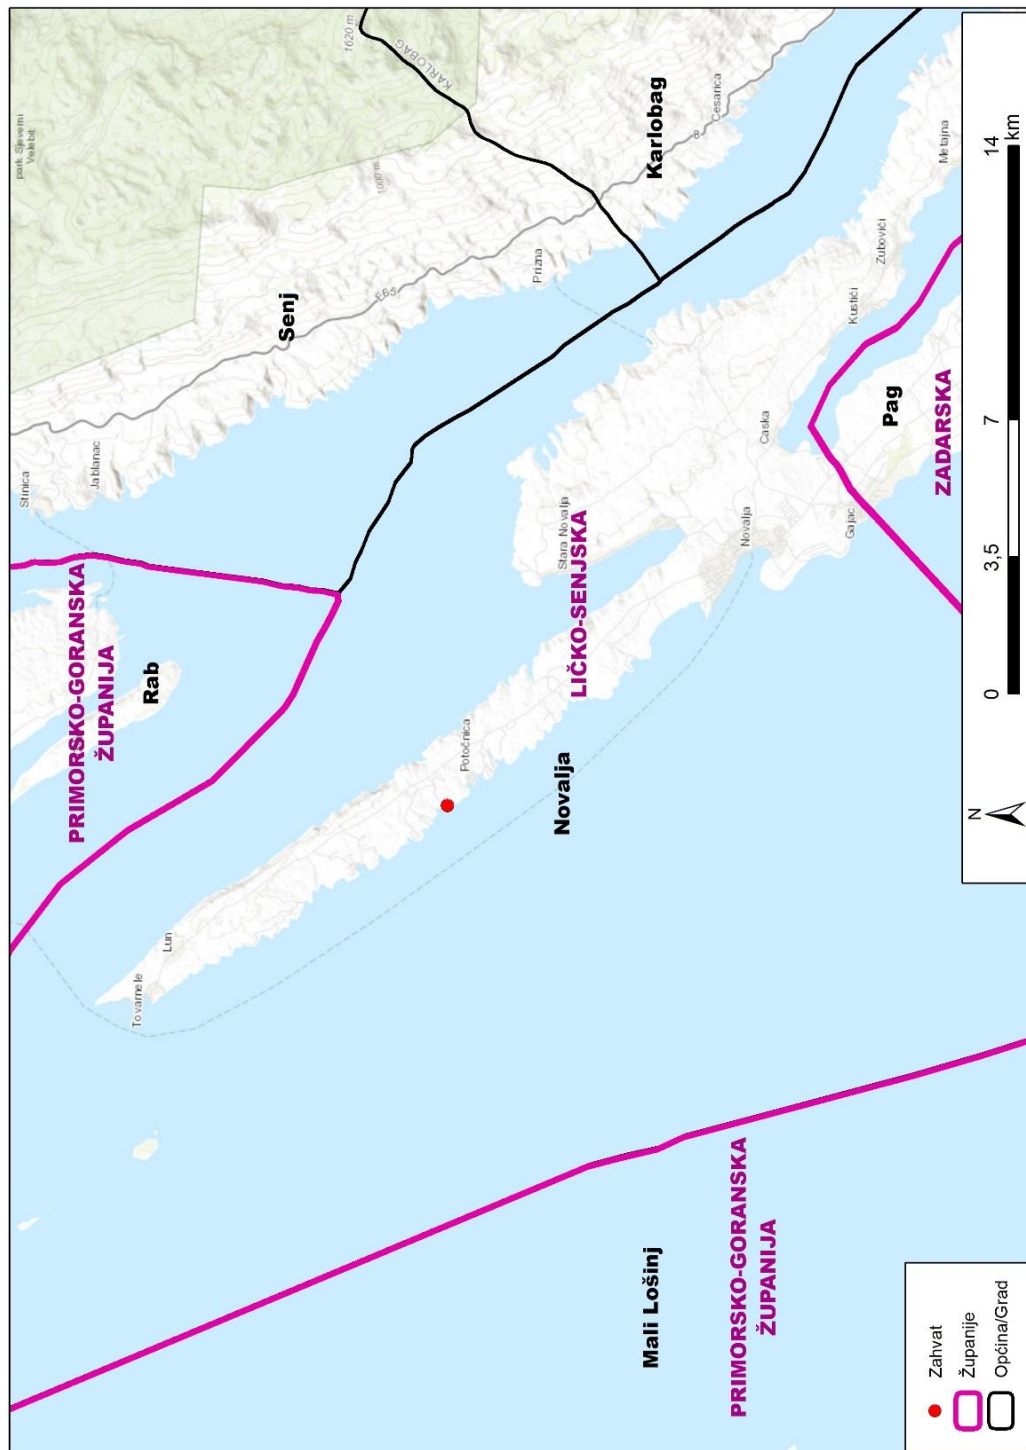 park Sjeverni
Velebit
1620 m
KARLOBAG
1000 m
Stinica
Jablanac
Senj
E65
Prizna
Karlobag
8
Cesarica
PRIMORSKO-GORANSKA
ŽUPANIJA
Rab
Tovarnele
Lun
Potočnica
Novalja
Stara Novalja
LIČKO-SENJSKA
Novalja
Caska
Gajac
Kustići
Zubovići
Metajna
Pag
ZADARSKA
Mali Lošinj
PRIMORSKO-GORANSKA
ŽUPANIJA
Zahvat
Županije
Općina/Grad
N
0 3,5 7 14
km